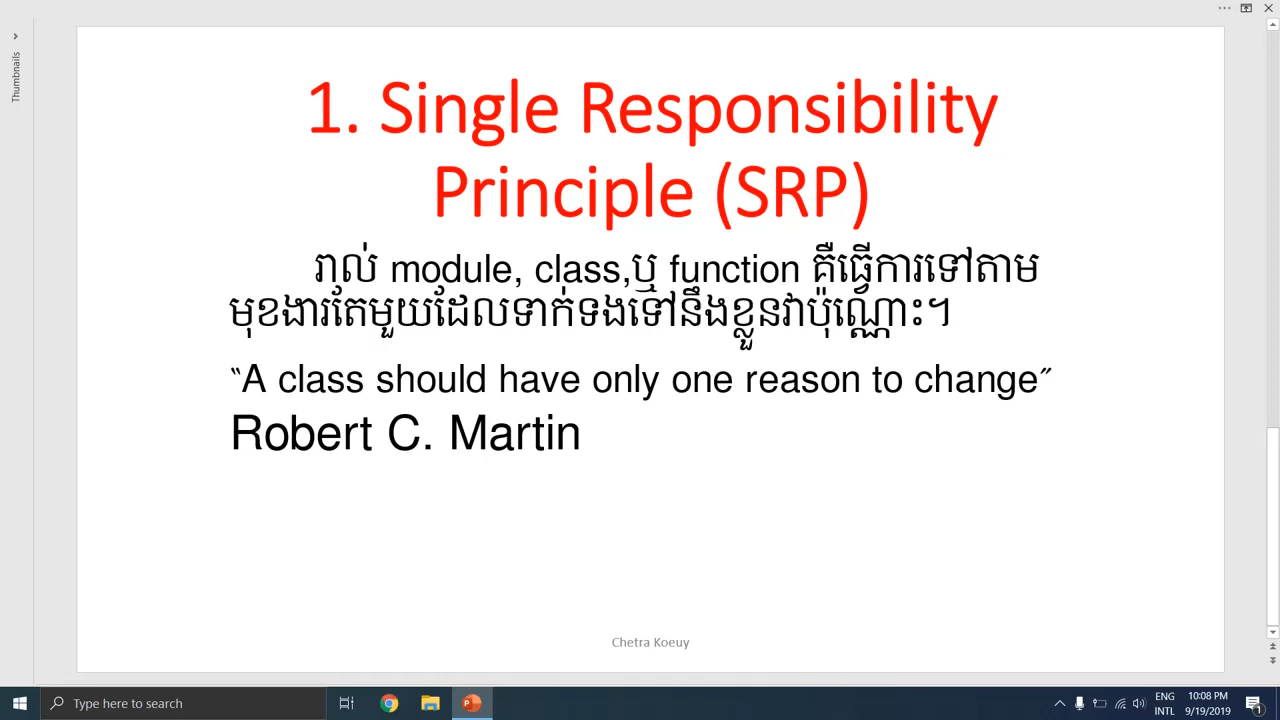 Thumbnails
1. Single Responsibility
Principle (SRP)
រាល់ module, class,ឬ function គឺធ្វើការទៅតាម
មុខងារតែមួយដែលទាក់ទងទៅនឹងខ្លួនវាប៉ុណ្ណោះ។
“A class should have only one reason to change”
Robert C. Martin
Chetra Koeuy
Type here to search
ENG
INTL
10:08 PM
9/19/2019
1